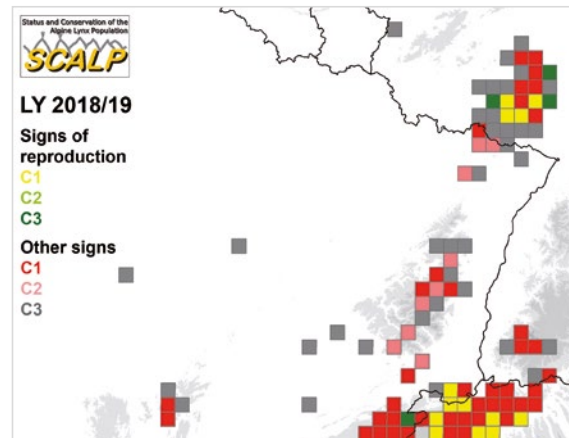 Status and Conservation of the
Alpine Lynx Population
SCALP
LY 2018/19
Signs of
reproduction
C1
C2
C3
Other signs
C1
C2
C3